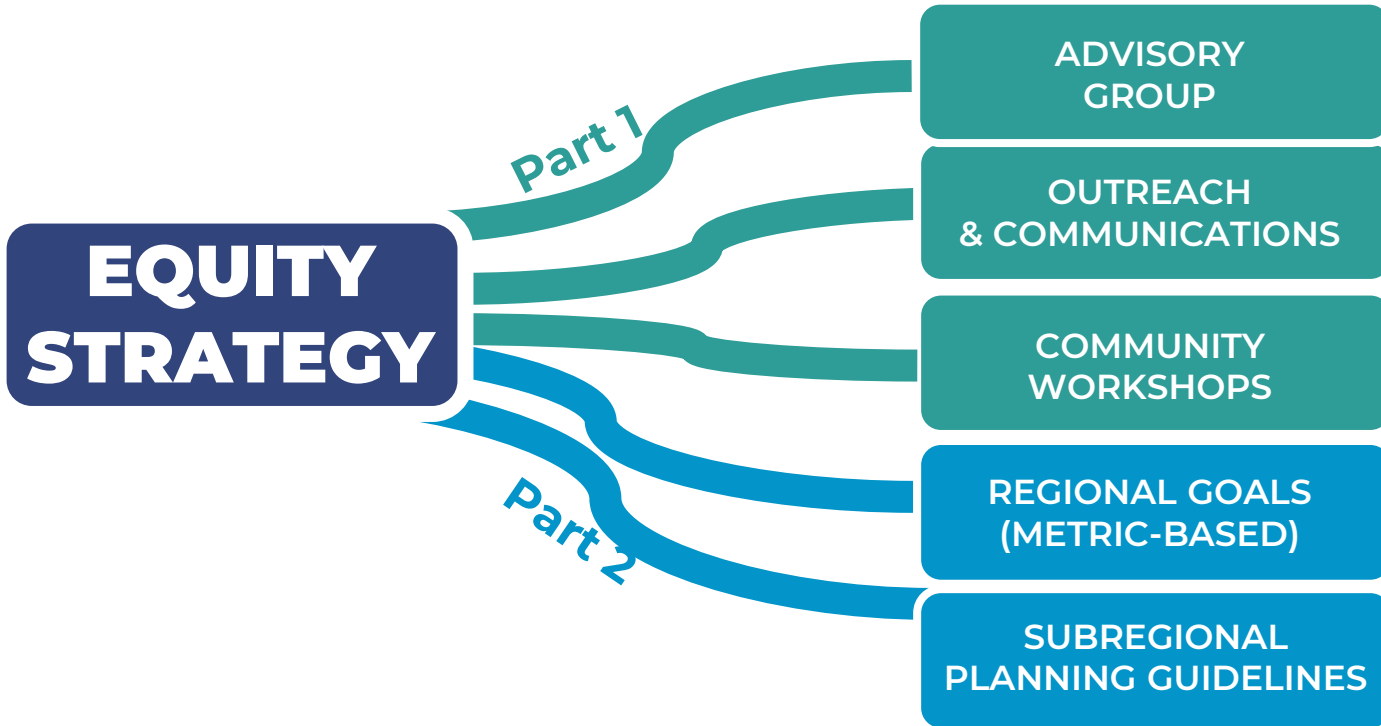 EQUITY
STRATEGY
Part 1
ADVISORY
GROUP
OUTREACH
& COMMUNICATIONS
COMMUNITY
WORKSHOPS
Part 2
REGIONAL GOALS
(METRIC-BASED)
SUBREGIONAL
PLANNING GUIDELINES